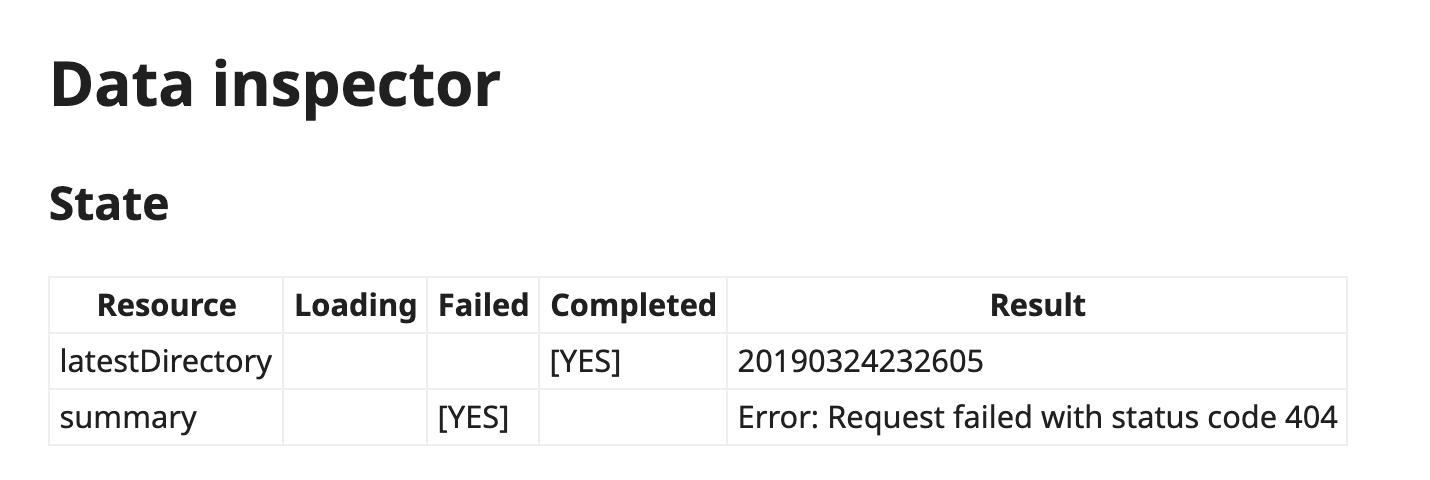 Data inspector
State
Resource Loading Failed Completed Result
latestDirectory [YES] 20190324232605
summary [YES] Error: Request failed with status code 404